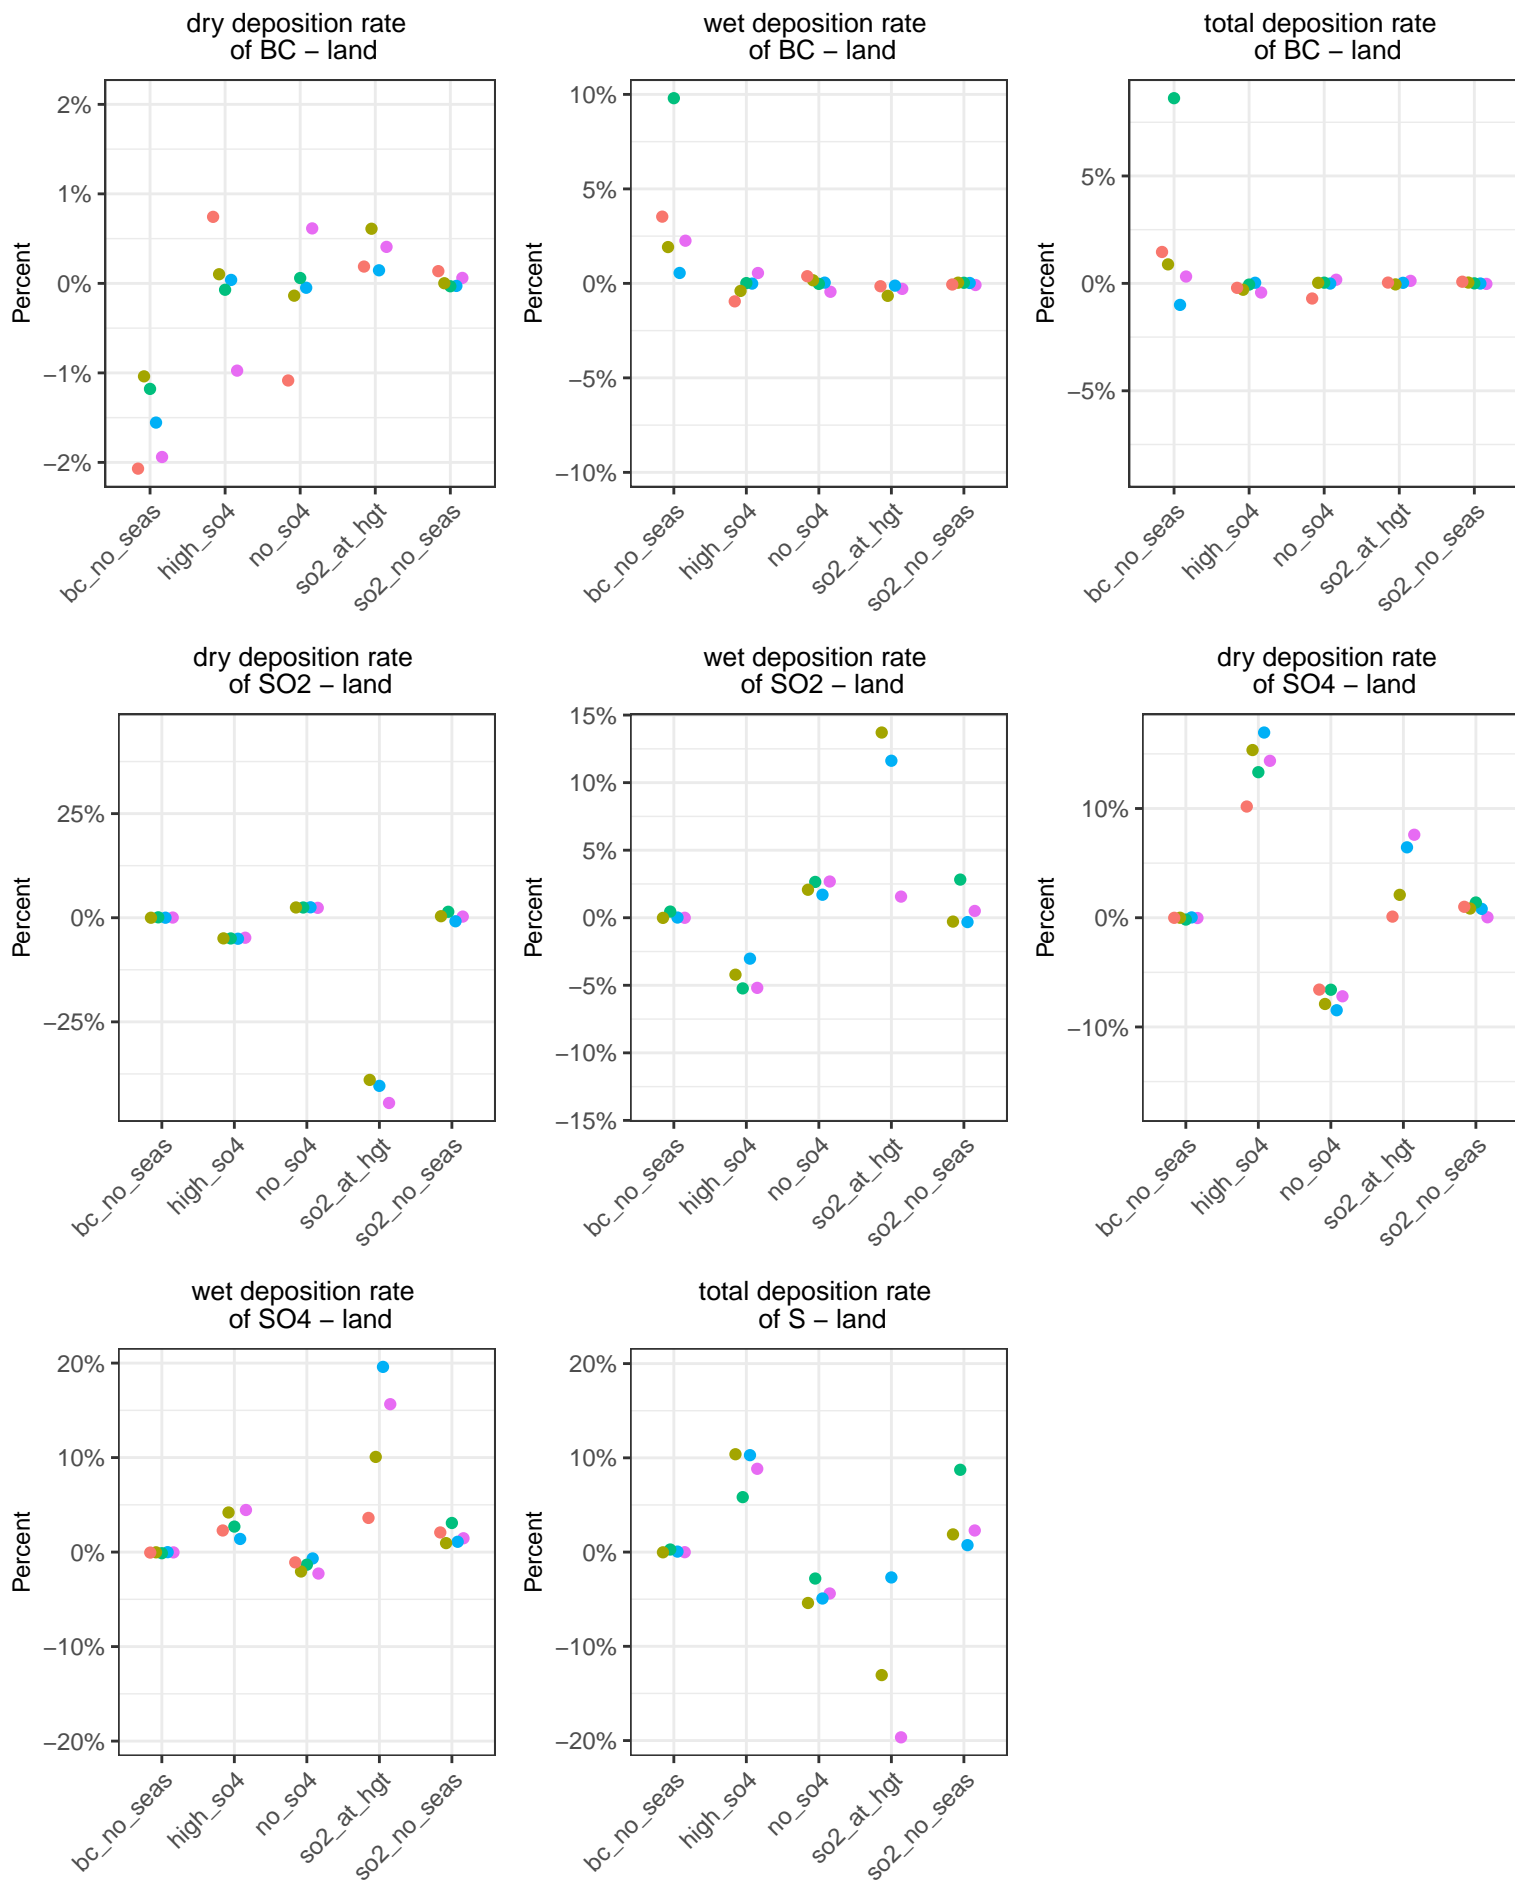 dry deposition rate
of BC – land
wet deposition rate
of BC – land
total deposition rate
of BC – land
Percent
2%
1%
0%
−1%
−2%
bc_no_seas
high_so4
no_so4
so2_at_hgt
so2_no_seas
Percent
10%
5%
0%
−5%
−10%
bc_no_seas
high_so4
no_so4
so2_at_hgt
so2_no_seas
Percent
5%
0%
−5%
bc_no_seas
high_so4
no_so4
so2_at_hgt
so2_no_seas
dry deposition rate
of SO2 – land
wet deposition rate
of SO2 – land
dry deposition rate
of SO4 – land
Percent
25%
0%
−25%
bc_no_seas
high_so4
no_so4
so2_at_hgt
so2_no_seas
Percent
15%
10%
5%
0%
−5%
−10%
−15%
bc_no_seas
high_so4
no_so4
so2_at_hgt
so2_no_seas
Percent
10%
0%
−10%
bc_no_seas
high_so4
no_so4
so2_at_hgt
so2_no_seas
wet deposition rate
of SO4 – land
total deposition rate
of S – land
Percent
20%
10%
0%
−10%
−20%
bc_no_seas
high_so4
no_so4
so2_at_hgt
so2_no_seas
Percent
20%
10%
0%
−10%
−20%
bc_no_seas
high_so4
no_so4
so2_at_hgt
so2_no_seas